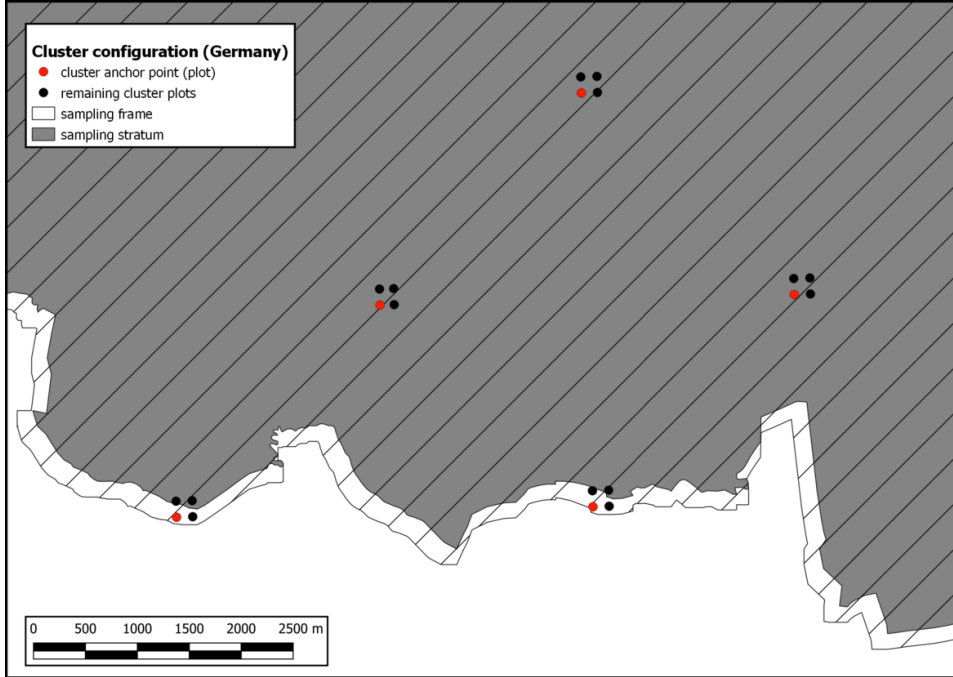 Cluster configuration (Germany)
cluster anchor point (plot)
remaining cluster plots
sampling frame
sampling stratum
0 500 1000 1500 2000 2500 m